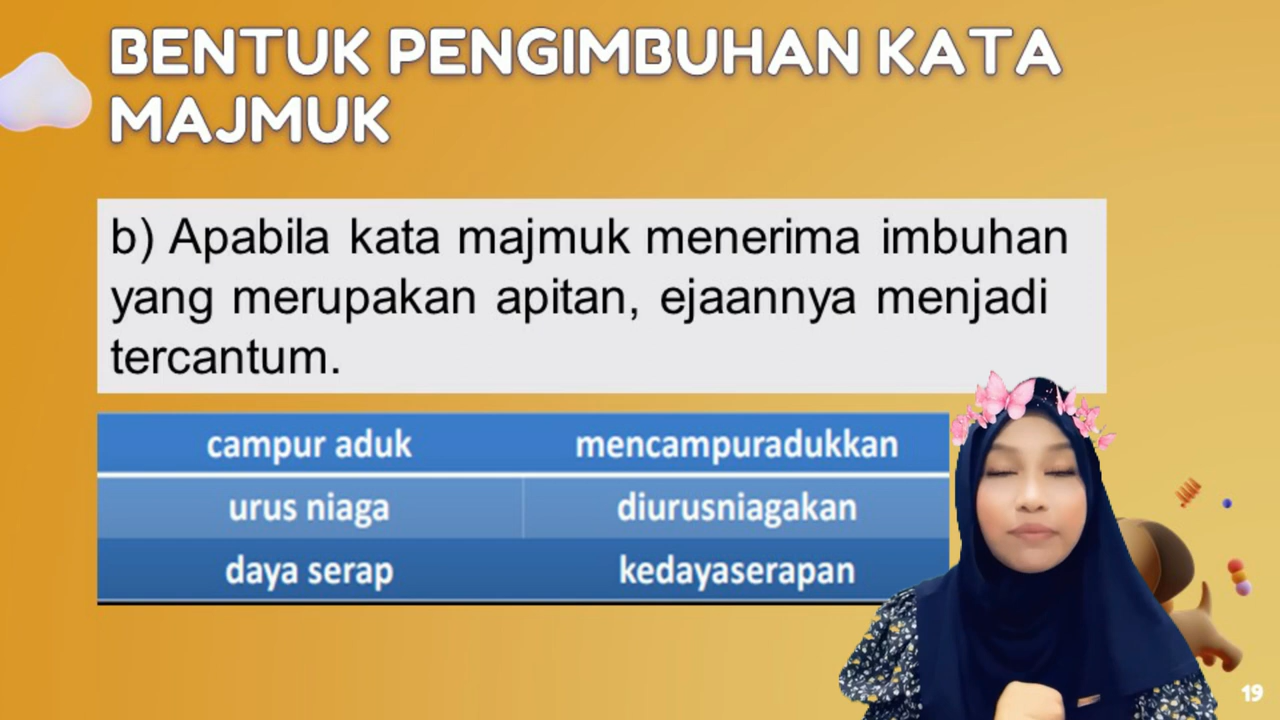 BENTUK PENGIMBUHAN KATA
MAJMUK
b) Apabila kata majmuk menerima imbuhan
yang merupakan apitan, ejaannya menjadi
tercantum.
campur aduk mencampuradukkan
urus niaga diurusniagakan
daya serap kedayaserapan
19